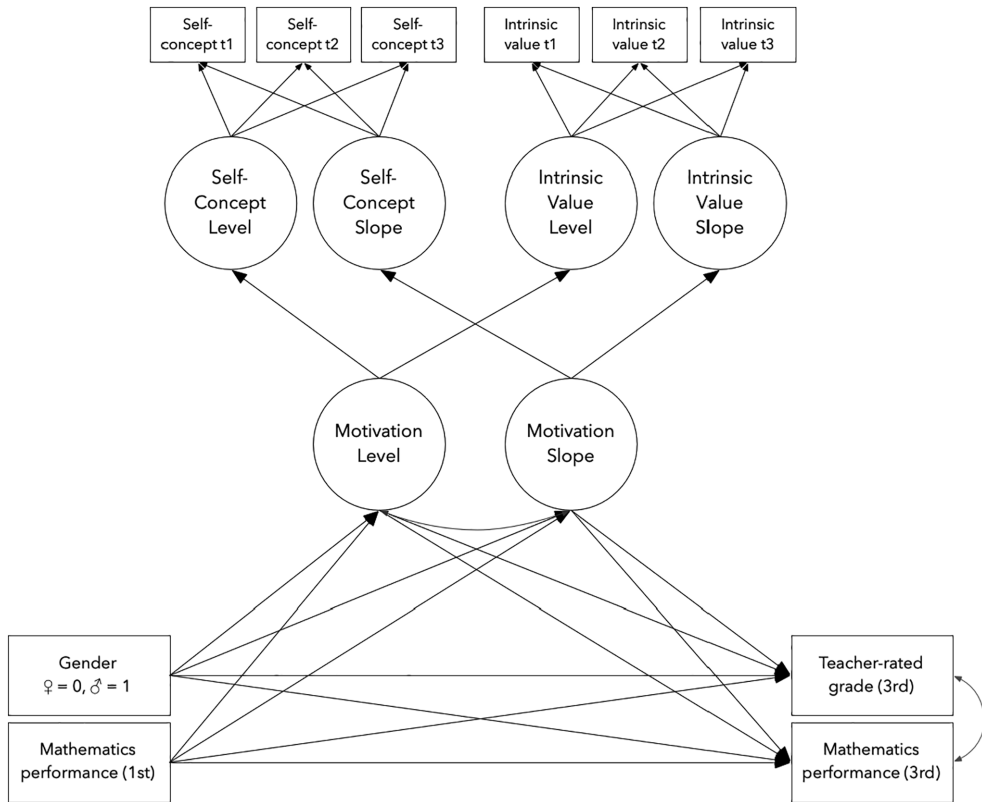 Self-
concept t1
Self-
concept t2
Self-
concept t3
Intrinsic
value t1
Intrinsic
value t2
Intrinsic
value t3
Self-
Concept
Level
Self-
Concept
Slope
Intrinsic
Value
Level
Intrinsic
Value
Slope
Motivation
Level
Motivation
Slope
Gender
♀ = 0, ♂ = 1
Teacher-rated
grade (3rd)
Mathematics
performance (1st)
Mathematics
performance (3rd)